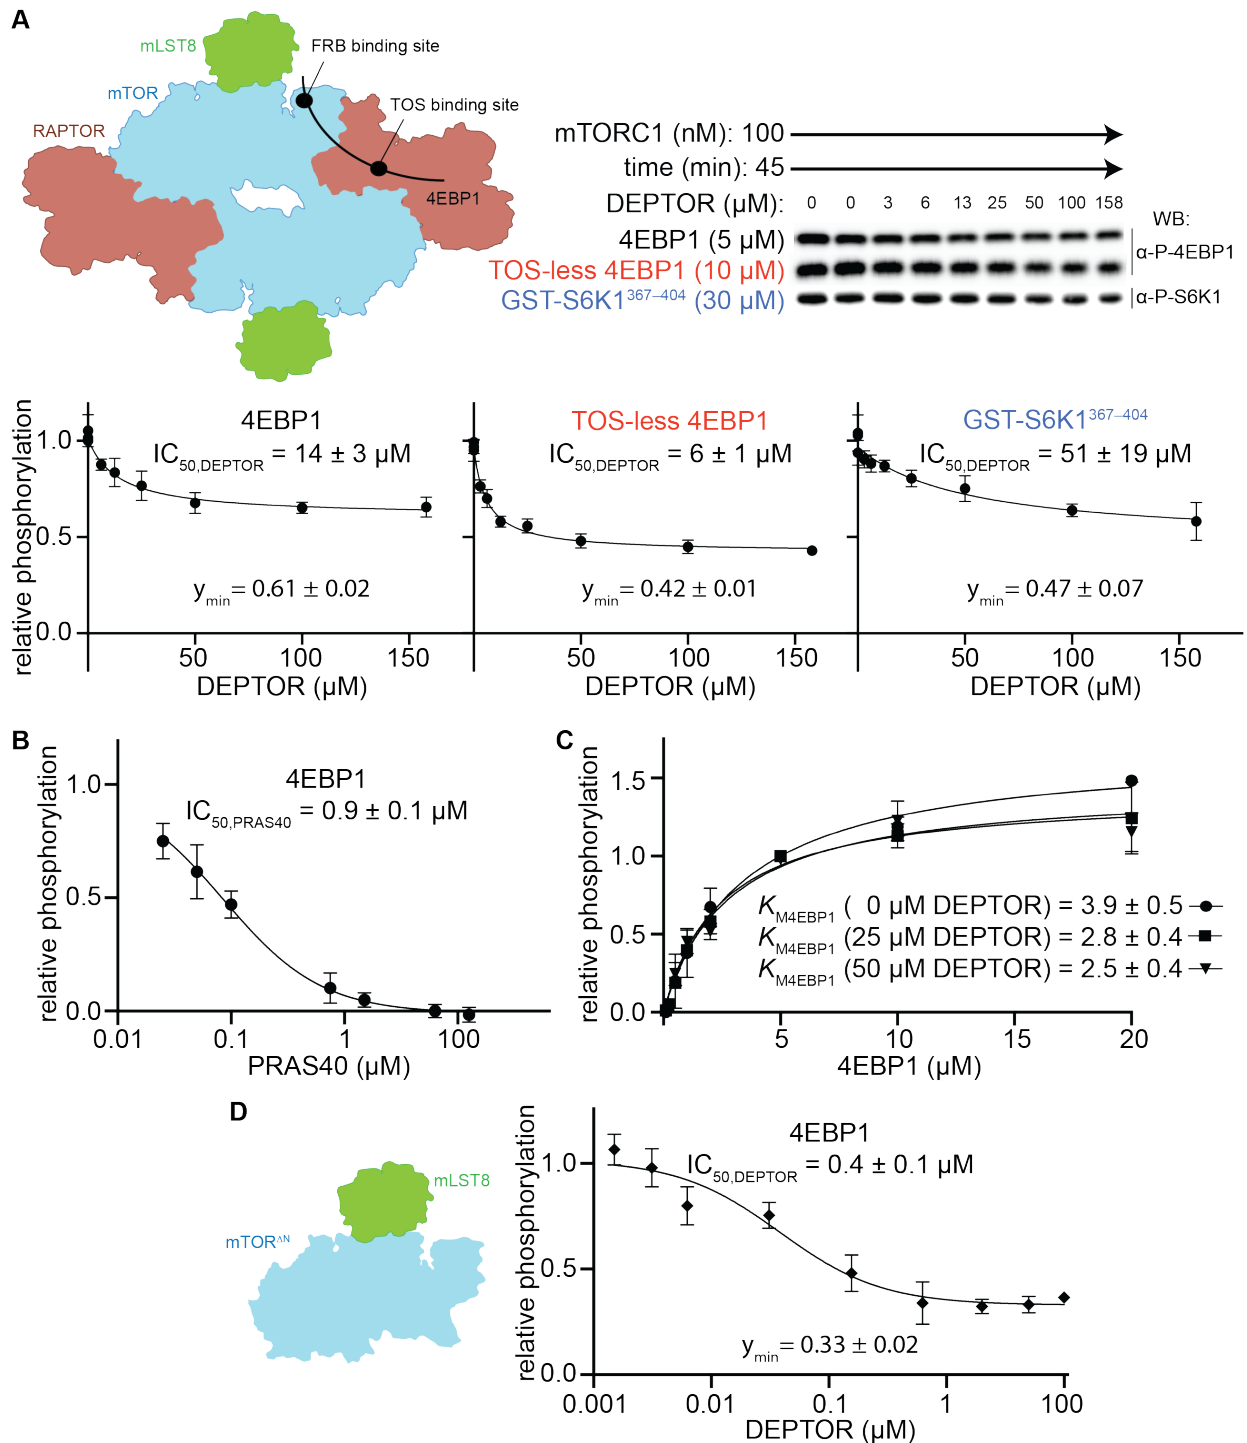 A
mLST8
FRB binding site
mTOR
TOS binding site
RAPTOR
4EBP1
mTORC1 (nM): 100
time (min): 45
DEPTOR (µM): 0 0 3 6 13 25 50 100 158
WB:
4EBP1 (5 µM)
α-P-4EBP1
TOS-less 4EBP1 (10 µM)
GST-S6K1367–404 (30 µM)
α-P-S6K1
relative phosphorylation
1.0
0.5
0.0
4EBP1
IC50,DEPTOR = 14 ± 3 µM
ymin= 0.61 ± 0.02
50 100 150
DEPTOR (µM)
TOS-less 4EBP1
IC50,DEPTOR = 6 ± 1 µM
ymin= 0.42 ± 0.01
50 100 150
DEPTOR (µM)
GST-S6K1367–404
IC50,DEPTOR = 51 ± 19 µM
ymin= 0.47 ± 0.07
50 100 150
DEPTOR (µM)
B
relative phosphorylation
1.0
0.5
0.0
4EBP1
IC50,PRAS40 = 0.9 ± 0.1 µM
0.01 0.1 1 100
PRAS40 (µM)
C
relative phosphorylation
1.5
1.0
0.5
0.0
KM4EBP1 ( 0 µM DEPTOR) = 3.9 ± 0.5
KM4EBP1 (25 µM DEPTOR) = 2.8 ± 0.4
KM4EBP1 (50 µM DEPTOR) = 2.5 ± 0.4
5 10 15 20
4EBP1 (µM)
D
mLST8
mTORΔN
relative phosphorylation
1.0
0.5
0.0
4EBP1
IC50,DEPTOR = 0.4 ± 0.1 µM
ymin= 0.33 ± 0.02
0.001 0.01 0.1 1 100
DEPTOR (µM)